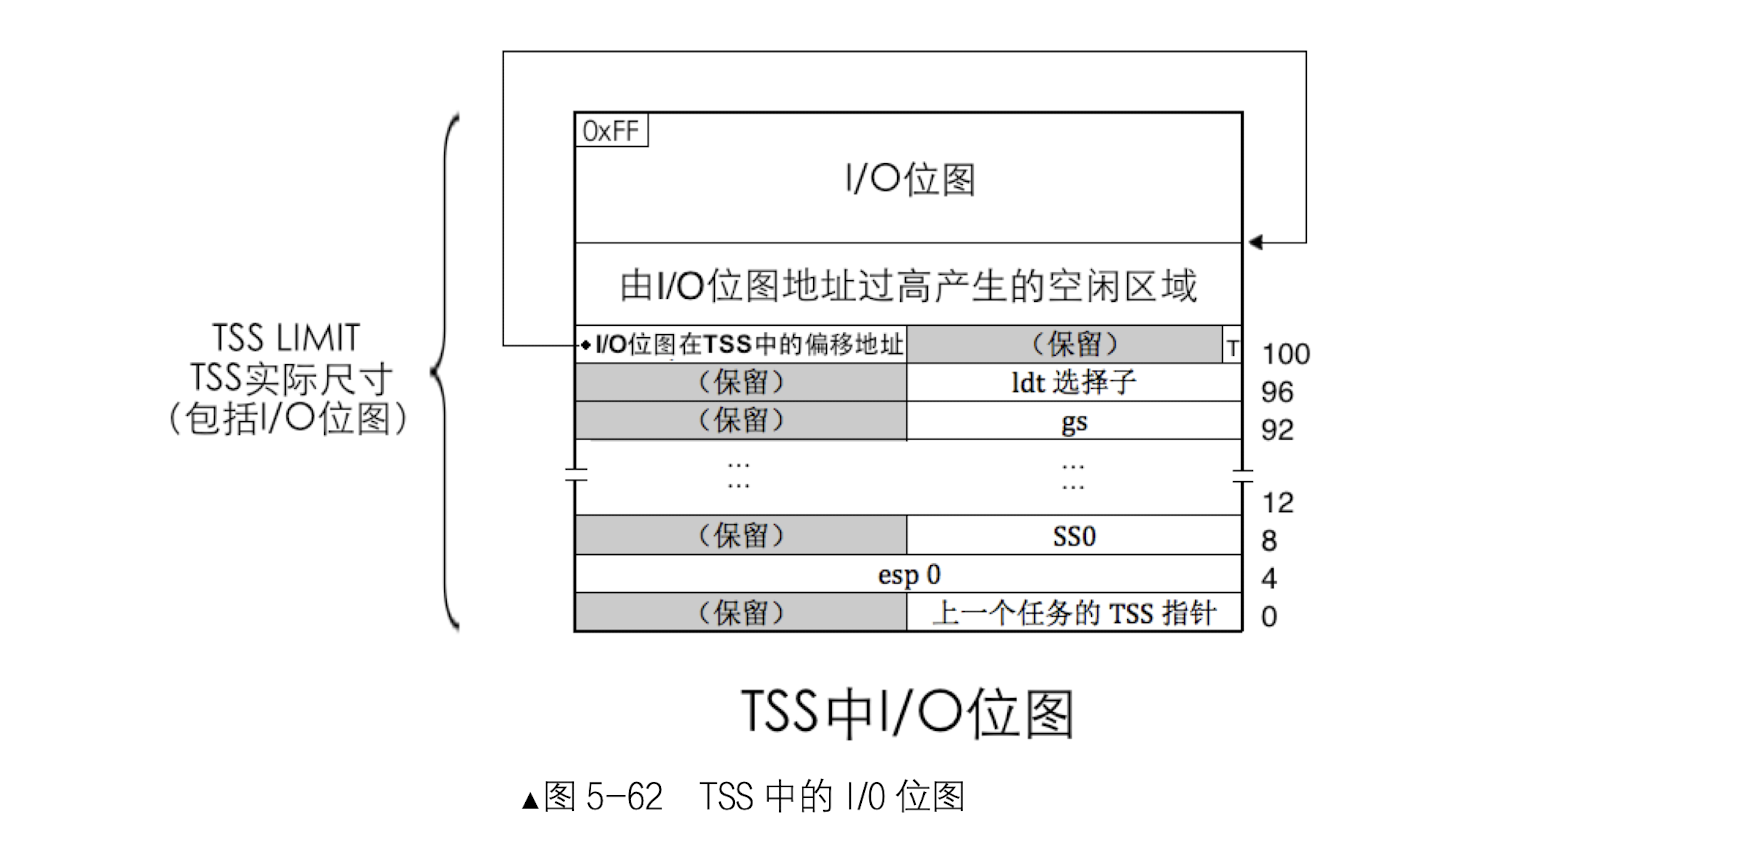 0xFF
I/O位图
由I/O位图地址过高产生的空闲区域
I/O位图在TSS中的偏移地址 （保留） T 100
（保留） ldt 选择子 96
（保留） gs 92
... ...
... ...
12
（保留） SS0 8
esp 0 4
（保留） 上一个任务的 TSS 指针 0
TSS LIMIT
TSS实际尺寸
（包括I/O位图）
TSS中I/O位图
▲图 5-62 TSS 中的 I/0 位图